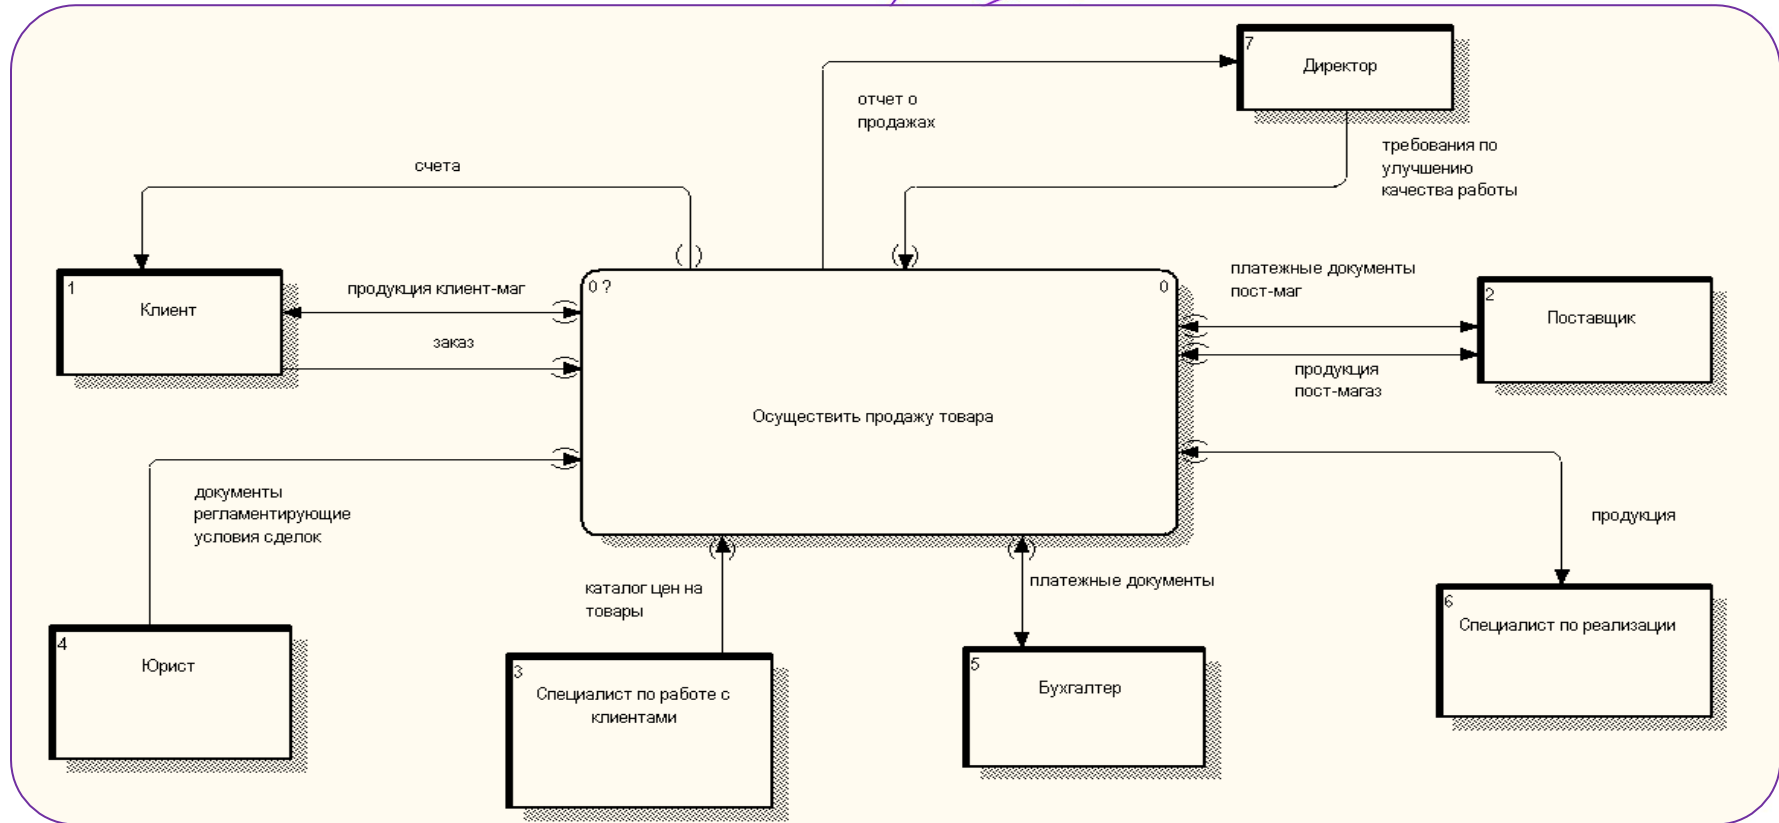 7
Директор
отчет о
продажах
требования по
улучшению
качества работы
счета
1
Клиент
продукция клиент-маг
заказ
0 ?
0
Осуществить продажу товара
платежные документы
пост-маг
2
Поставщик
продукция
пост-магаз
документы
регламентирующие
условия сделок
продукция
каталог цен на
товары
платежные документы
4
Юрист
3
Специалист по работе с
клиентами
5
Бухгалтер
6
Специалист по реализации